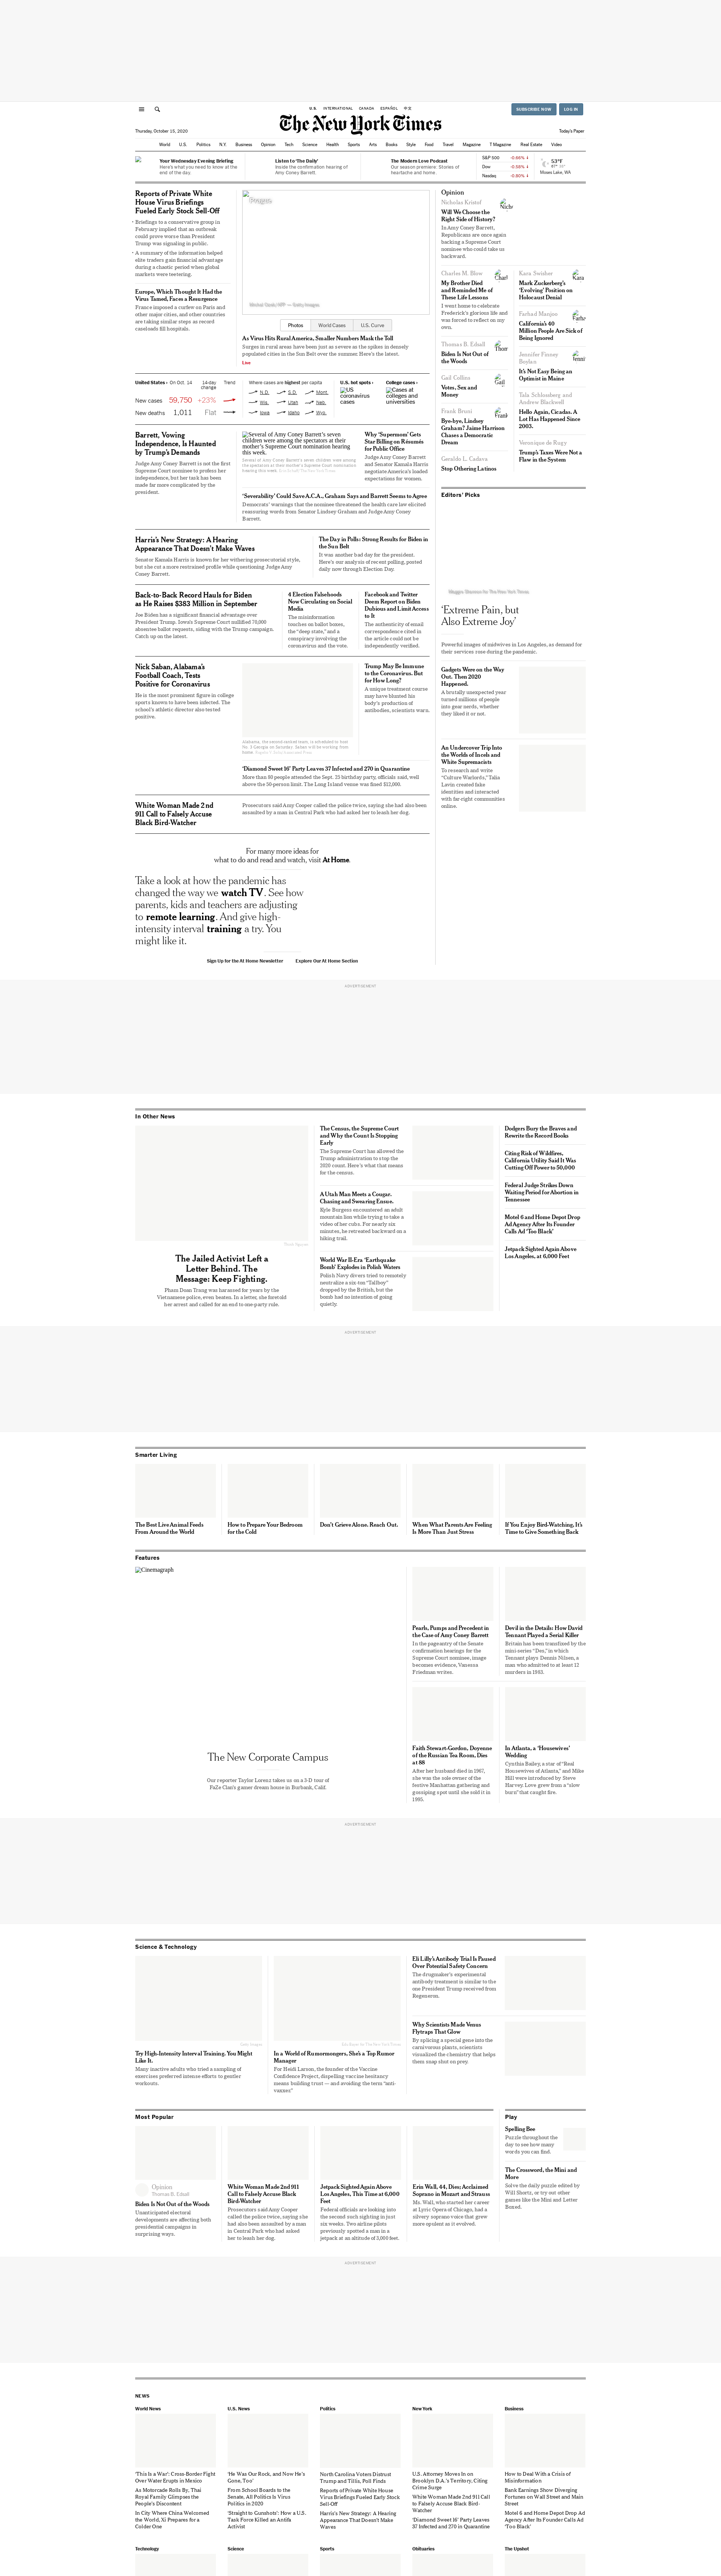 U.S. INTERNATIONAL CANADA ESPAÑOL 中文
SUBSCRIBE NOW LOG IN
The New York Times
Thursday, October 15, 2020
Today's Paper
World U.S. Politics N.Y. Business Opinion Tech Science Health Sports Arts Books Style Food Travel Magazine T Magazine Real Estate Video
Your Wednesday Evening Briefing
Here's what you need to know at the
end of the day.
Listen to 'The Daily'
Inside the confirmation hearing of
Amy Coney Barrett.
The Modern Love Podcast
Our season premiere: Stories of
heartache and home.
S&P 500 -0.66% ↓
Dow -0.58% ↓
Nasdaq -0.80% ↓
53°F
Moses Lake, WA
Reports of Private White
House Virus Briefings
Fueled Early Stock Sell-Off
• Briefings to a conservative group in
February implied that an outbreak
could prove worse than President
Trump was signaling in public.
• A summary of the information helped
elite traders gain financial advantage
during a chaotic period when global
markets were teetering.
Europe, Which Thought It Had the
Virus Tamed, Faces a Resurgence
France imposed a curfew on Paris and
other major cities, and other countries
are taking similar steps as record
caseloads fill hospitals.
Photos World Cases U.S. Curve
As Virus Hits Rural America, Smaller Numbers Mask the Toll
Surges in rural areas have been just as severe as the spikes in densely
populated cities in the Sun Belt over the summer. Here's the latest.
Live
United States › On Oct. 14 14-day
change Trend
New cases 59,750 +23%
New deaths 1,011 Flat
Where cases are highest per capita
N.D. S.D. Mont.
Wis. Utah Neb.
Iowa Idaho Wyo.
U.S. hot spots ›
US
coronavirus
cases
College cases ›
Cases at
colleges and
universities
Barrett, Vowing
Independence, Is Haunted
by Trump's Demands
Judge Amy Coney Barrett is not the first
Supreme Court nominee to profess her
independence, but her task has been
made far more complicated by the
president.
Several of Amy Coney Barrett's seven
children were among the spectators at their
mother's Supreme Court nomination hearing
this week.
Several of Amy Coney Barrett's seven children were among
the spectators at their mother's Supreme Court nomination
hearing this week.
Why 'Supermom' Gets
Star Billing on Résumés
for Public Office
Judge Amy Coney Barrett
and Senator Kamala Harris
negotiate America's loaded
expectations for women.
'Severability' Could Save A.C.A., Graham Says and Barrett Seems to Agree
Democrats' warnings that the nominee threatened the health care law elicited
reassuring words from Senator Lindsey Graham and Judge Amy Coney
Barrett.
Harris's New Strategy: A Hearing
Appearance That Doesn't Make Waves
Senator Kamala Harris is known for her withering prosecutorial style,
but she cut a more restrained profile while questioning Judge Amy
Coney Barrett.
The Day in Polls: Strong Results for Biden in
the Sun Belt
It was another bad day for the president.
Here's our analysis of recent polling, posted
daily now through Election Day.
Back-to-Back Record Hauls for Biden
as He Raises $383 Million in September
Joe Biden has a significant financial advantage over
President Trump. Iowa's Supreme Court nullified 70,000
absentee ballot requests, siding with the Trump campaign.
Catch up on the latest.
4 Election Falsehoods
Now Circulating on Social
Media
The misinformation
touches on ballot boxes,
the "deep state," and a
conspiracy involving the
coronavirus and the vote.
Facebook and Twitter
Deem Report on Biden
Dubious and Limit Access
to It
The authenticity of email
correspondence cited in
the article could not be
independently verified.
Nick Saban, Alabama's
Football Coach, Tests
Positive for Coronavirus
He is the most prominent figure in college
sports known to have been infected. The
school's athletic director also tested
positive.
Alabama, the second-ranked team, is scheduled to host
No. 3 Georgia on Saturday. Saban will be working from
home.
Trump May Be Immune
to the Coronavirus. But
for How Long?
A unique treatment course
may have blunted his
body's production of
antibodies, scientists warn.
'Diamond Sweet 16' Party Leaves 37 Infected and 270 in Quarantine
More than 80 people attended the Sept. 25 birthday party, officials said, well
above the 50-person limit. The Long Island venue was fined $12,000.
White Woman Made 2nd
911 Call to Falsely Accuse
Black Bird-Watcher
Prosecutors said Amy Cooper called the police twice, saying she had also been
assaulted by a man in Central Park who had asked her to leash her dog.
For many more ideas for
what to do and read and watch, visit At Home.
Take a look at how the pandemic has
changed the way we watch TV. See how
parents, kids and teachers are adjusting
to remote learning. And give high-
intensity interval training a try. You
might like it.
Sign Up for the At Home Newsletter Explore Our At Home Section
Opinion
Nicholas Kristof
Will We Choose the
Right Side of History?
In Amy Coney Barrett,
Republicans are once again
backing a Supreme Court
nominee who could take us
backward.
Charles M. Blow
My Brother Died
and Reminded Me of
These Life Lessons
I went home to celebrate
Frederick's glorious life and
was forced to reflect on my
own.
Thomas B. Edsall
Biden Is Not Out of
the Woods
Gail Collins
Votes, Sex and
Money
Frank Bruni
Bye-bye, Lindsey
Graham? Jaime Harrison
Chases a Democratic
Dream
Geraldo L. Cadava
Stop Othering Latinos
Kara Swisher
Mark Zuckerberg's
'Evolving' Position on
Holocaust Denial
Farhad Manjoo
California's 40
Million People Are Sick of
Being Ignored
Jennifer Finney
Boylan
It's Not Easy Being an
Optimist in Maine
Talia Schlanberg and
Andrew Blackwell
Hello Again, Cicadas. A
Lot Has Happened Since
2003.
Veronique de Rugy
Trump's Taxes Were Not a
Flaw in the System
Editors' Picks
'Extreme Pain, but
Also Extreme Joy'
Powerful images of midwives in Los Angeles, as demand for
their services rose during the pandemic.
Gadgets Were on the Way
Out. Then 2020
Happened.
A brutally unexpected year
turned millions of people
into gear nerds, whether
they liked it or not.
An Undercover Trip Into
the Worlds of Incels and
White Supremacists
To research and write
"Culture Warlords," Talia
Lavin created fake
identities and interacted
with far-right communities
online.
ADVERTISEMENT
In Other News
The Jailed Activist Left a
Letter Behind. The
Message: Keep Fighting.
Pham Doan Trang was harassed for years by the
Vietnamese police, even beaten. In a letter, she foretold
her arrest and called for an end to one-party rule.
The Census, the Supreme Court
and Why the Count Is Stopping
Early
The Supreme Court has allowed the
Trump administration to stop the
2020 count. Here's what that means
for the census.
A Utah Man Meets a Cougar.
Chasing and Swearing Ensue.
Kyle Burgess encountered an adult
mountain lion while trying to take a
video of her cubs. For nearly six
minutes, he retreated backward on a
hiking trail.
World War II-Era 'Earthquake
Bomb' Explodes in Polish Waters
Polish Navy divers tried to remotely
neutralize a six-ton "Tallboy"
dropped by the British, but the
bomb had no intention of going
quietly.
Dodgers Bury the Braves and
Rewrite the Record Books
Citing Risk of Wildfires,
California Utility Said It Was
Cutting Off Power to 50,000
Federal Judge Strikes Down
Waiting Period for Abortion in
Tennessee
Motel 6 and Home Depot Drop
Ad Agency After Its Founder
Calls Ad 'Too Black'
Jetpack Sighted Again Above
Los Angeles, at 6,000 Feet
ADVERTISEMENT
Smarter Living
The Best Live Animal Feeds
From Around the World
How to Prepare Your Bedroom
for the Cold
Don't Grieve Alone. Reach Out.
When What Parents Are Feeling
Is More Than Just Stress
If You Enjoy Bird-Watching, It's
Time to Give Something Back
Features
Cinemagraph
The New Corporate Campus
Our reporter Taylor Lorenz takes us on a 3-D tour of
FaZe Clan's gamer dream house in Burbank, Calif.
Pearls, Pumps and Precedent in
the Case of Amy Coney Barrett
In the pageantry of the Senate
confirmation hearings for the
Supreme Court nominee, image
becomes evidence, Vanessa
Friedman writes.
Devil in the Details: How David
Tennant Played a Serial Killer
Britain has been transfixed by the
mini-series "Des," in which
Tennant plays Dennis Nilsen, a
man who admitted to at least 12
murders in 1983.
Faith Stewart-Gordon, Doyenne
of the Russian Tea Room, Dies
at 88
After her husband died in 1967,
she was the sole owner of the
festive Manhattan gathering and
gossiping spot until she sold it in
1995.
In Atlanta, a 'Housewives'
Wedding
Cynthia Bailey, a star of "Real
Housewives of Atlanta," and Mike
Hill were introduced by Steve
Harvey. Love grew from a "slow
burn" that caught fire.
ADVERTISEMENT
Science & Technology
Try High-Intensity Interval Training. You Might
Like It.
Many inactive adults who tried a sampling of
exercises preferred intense efforts to gentler
workouts.
In a World of Rumormongers, She's a Top Rumor
Manager
For Heidi Larson, the founder of the Vaccine
Confidence Project, dispelling vaccine hesitancy
means building trust — and avoiding the term "anti-
vaxxer."
Eli Lilly's Antibody Trial Is Paused
Over Potential Safety Concern
The drugmaker's experimental
antibody treatment is similar to the
one President Trump received from
Regeneron.
Why Scientists Made Venus
Flytraps That Glow
By splicing a special gene into the
carnivorous plants, scientists
visualized the chemistry that helps
them snap shut on prey.
Most Popular
Opinion
Thomas B. Edsall
Biden Is Not Out of the Woods
Unanticipated electoral
developments are affecting both
presidential campaigns in
surprising ways.
White Woman Made 2nd 911
Call to Falsely Accuse Black
Bird-Watcher
Prosecutors said Amy Cooper
called the police twice, saying she
had also been assaulted by a man
in Central Park who had asked
her to leash her dog.
Jetpack Sighted Again Above
Los Angeles, This Time at 6,000
Feet
Federal officials are looking into
the second such sighting in just
six weeks. Two airline pilots
previously spotted a man in a
jetpack at an altitude of 3,000 feet.
Erin Wall, 44, Dies; Acclaimed
Soprano in Mozart and Strauss
Ms. Wall, who started her career
at Lyric Opera of Chicago, had a
silvery soprano voice that grew
more opulent as it evolved.
Play
Spelling Bee
Puzzle throughout the
day to see how many
words you can find.
The Crossword, the Mini and
More
Solve the daily puzzle edited by
Will Shortz, or try out other
games like the Mini and Letter
Boxed.
ADVERTISEMENT
NEWS
World News
'This Is a War': Cross-Border Fight
Over Water Erupts in Mexico
As Motorcade Rolls By, Thai
Royal Family Glimpses the
People's Discontent
In City Where China Welcomed
the World, Xi Prepares for a
Colder One
U.S. News
'He Was Our Rock, and Now He's
Gone, Too'
From School Boards to the
Senate, All Politics Is Virus
Politics in 2020
'Straight to Gunshots': How a U.S.
Task Force Killed an Antifa
Activist
Politics
North Carolina Voters Distrust
Trump and Tillis, Poll Finds
Reports of Private White House
Virus Briefings Fueled Early Stock
Sell-Off
Harris's New Strategy: A Hearing
Appearance That Doesn't Make
Waves
New York
U.S. Attorney Moves In on
Brooklyn D.A.'s Territory, Citing
Crime Surge
White Woman Made 2nd 911 Call
to Falsely Accuse Black Bird-
Watcher
'Diamond Sweet 16' Party Leaves
37 Infected and 270 in Quarantine
Business
How to Deal With a Crisis of
Misinformation
Bank Earnings Show Diverging
Fortunes on Wall Street and Main
Street
Motel 6 and Home Depot Drop Ad
Agency After Its Founder Calls Ad
'Too Black'
Technology Science Sports Obituaries The Upshot